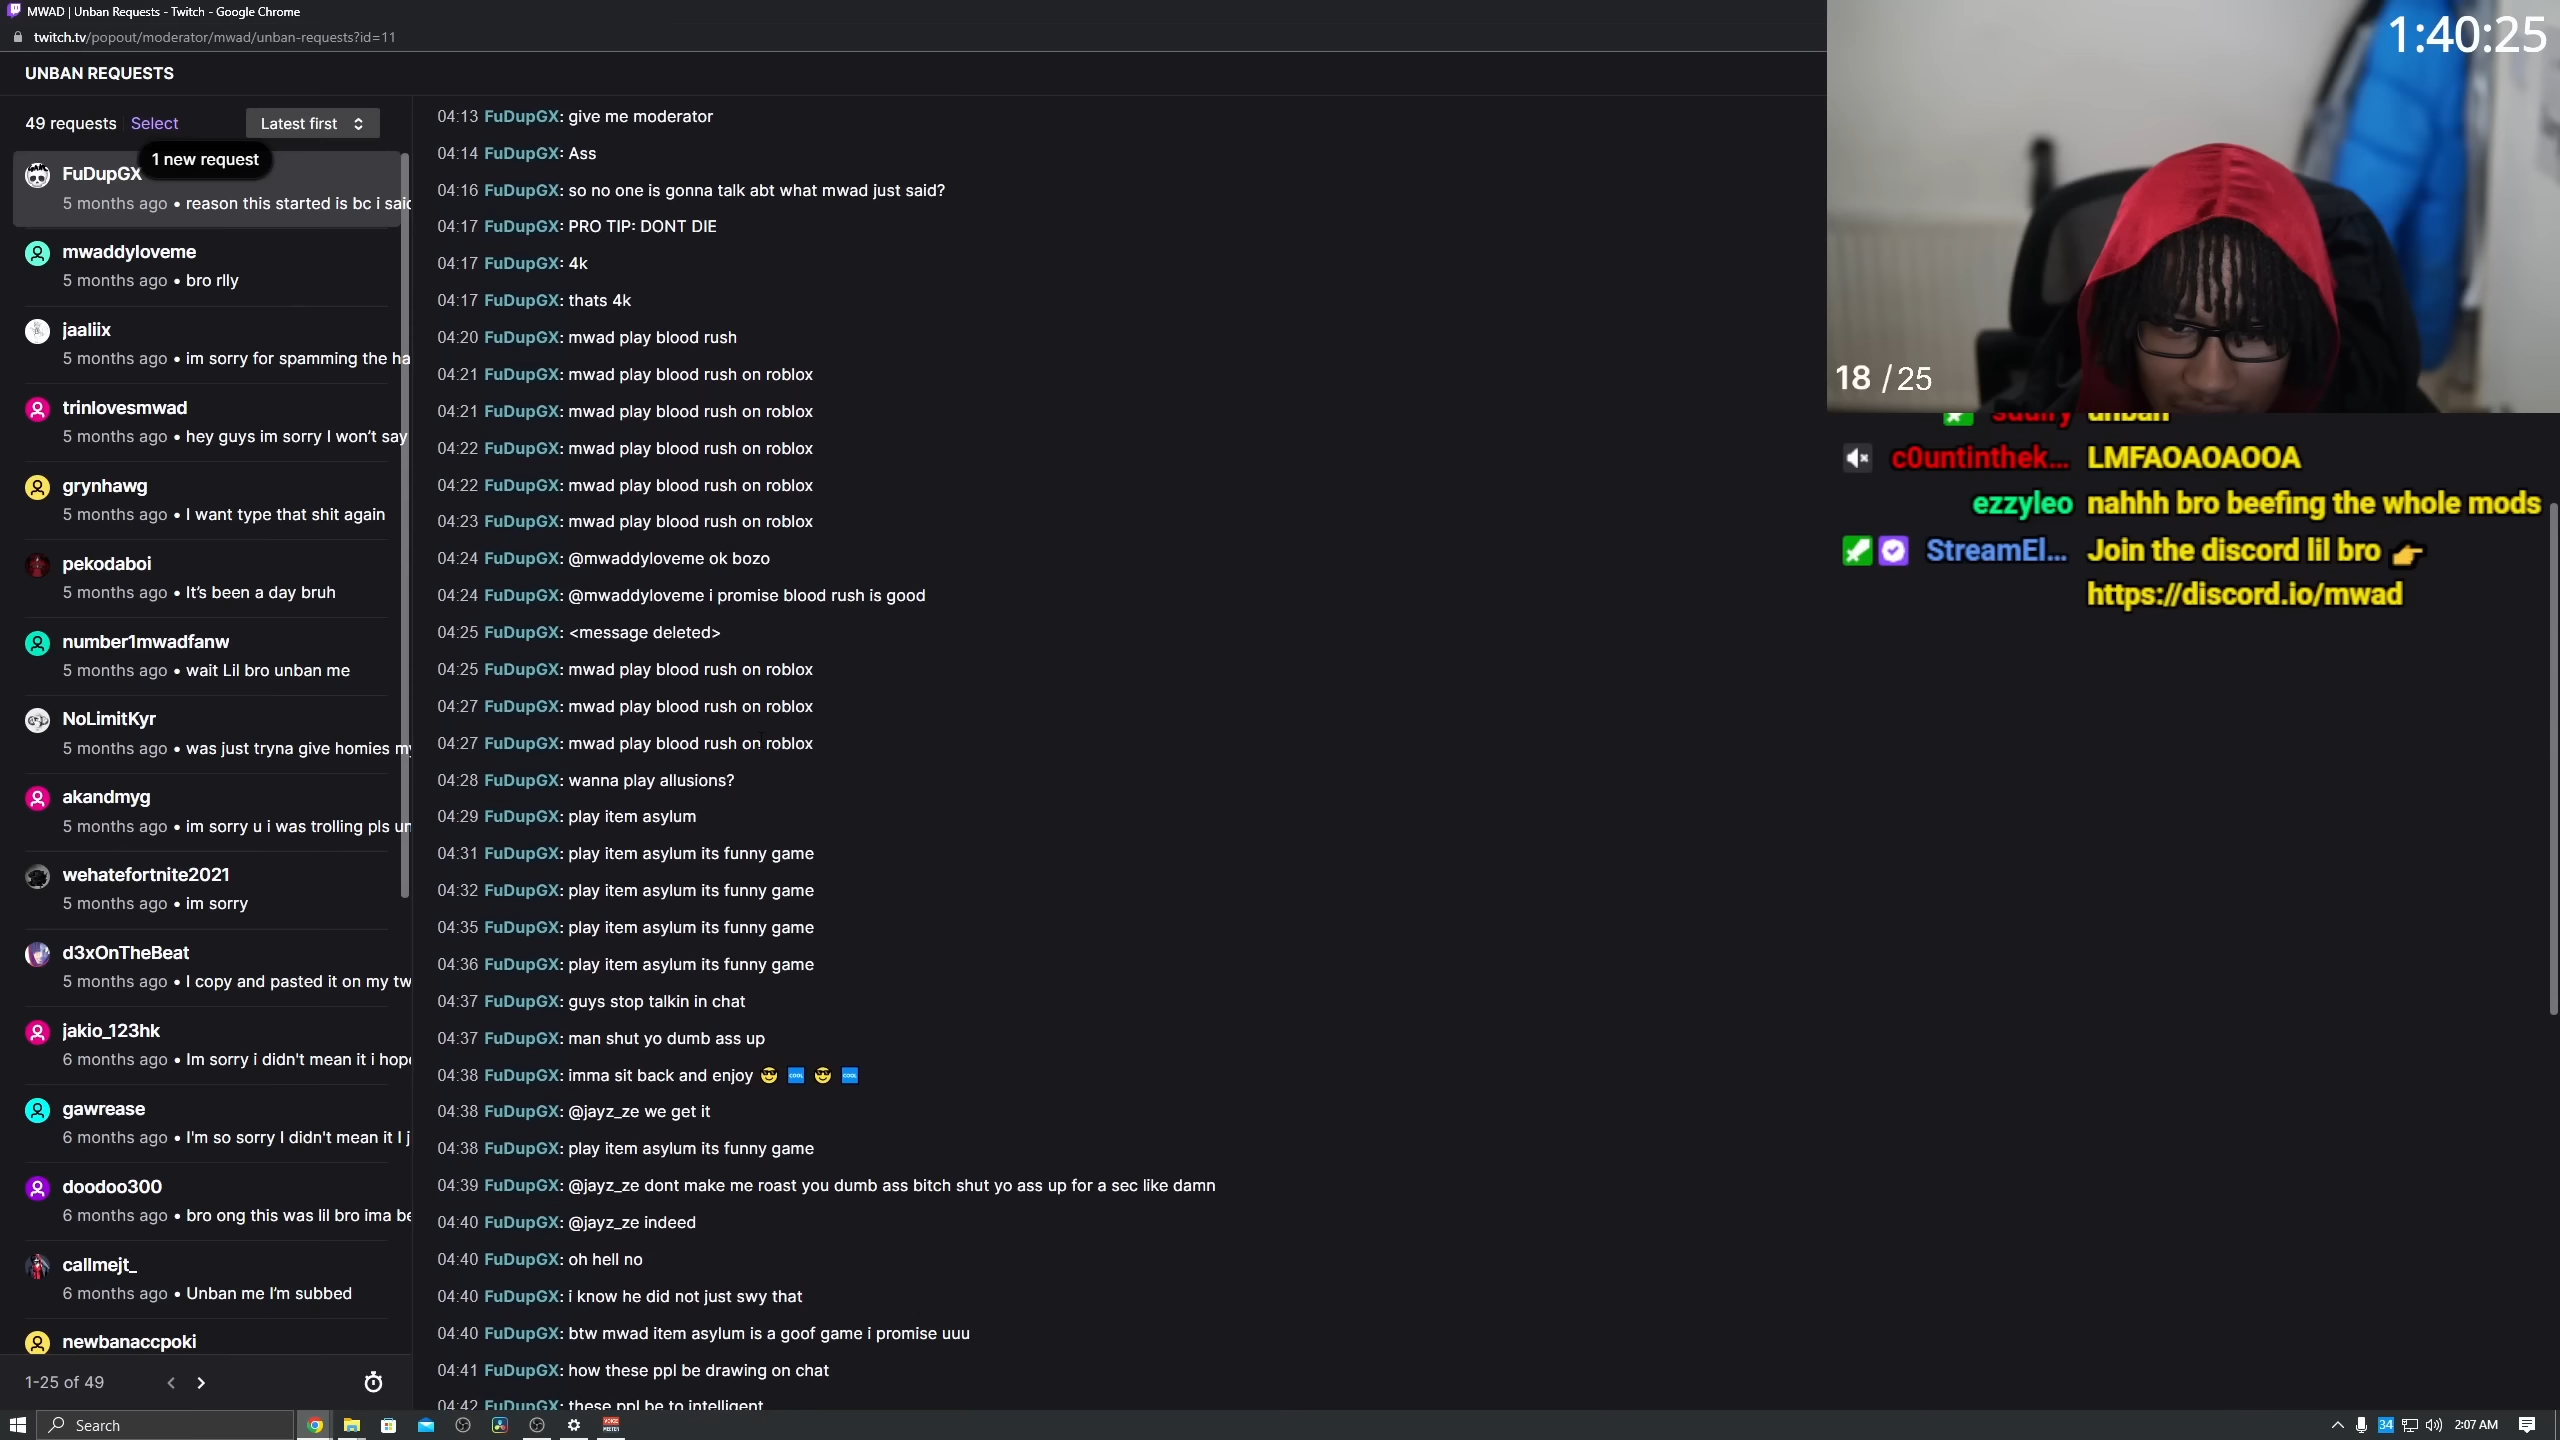 MWAD | Unban Requests - Twitch - Google Chrome
twitch.tv/popout/moderator/mwad/unban-requests?id=11
UNBAN REQUESTS
49 requests Select Latest first
1 new request
FuDupGX
5 months ago • reason this started is bc i said
mwaddyloveme
5 months ago • bro rlly
jaaliix
5 months ago • im sorry for spamming the ha
trinlovesmwad
5 months ago • hey guys im sorry I won't say
grynhawg
5 months ago • I want type that shit again
pekodaboi
5 months ago • It's been a day bruh
number1mwadfanw
5 months ago • wait Lil bro unban me
NoLimitKyr
5 months ago • was just tryna give homies my
akandmyg
5 months ago • im sorry u i was trolling pls un
wehatefortnite2021
5 months ago • im sorry
d3xOnTheBeat
5 months ago • I copy and pasted it on my tw
jakio_123hk
6 months ago • Im sorry i didn't mean it i hope
gawrease
6 months ago • I'm so sorry I didn't mean it I j
doodoo300
6 months ago • bro ong this was lil bro ima be
callmejt_
6 months ago • Unban me I'm subbed
newbanaccpoki
1-25 of 49
04:13 FuDupGX: give me moderator
04:14 FuDupGX: Ass
04:16 FuDupGX: so no one is gonna talk abt what mwad just said?
04:17 FuDupGX: PRO TIP: DONT DIE
04:17 FuDupGX: 4k
04:17 FuDupGX: thats 4k
04:20 FuDupGX: mwad play blood rush
04:21 FuDupGX: mwad play blood rush on roblox
04:21 FuDupGX: mwad play blood rush on roblox
04:22 FuDupGX: mwad play blood rush on roblox
04:22 FuDupGX: mwad play blood rush on roblox
04:23 FuDupGX: mwad play blood rush on roblox
04:24 FuDupGX: @mwaddyloveme ok bozo
04:24 FuDupGX: @mwaddyloveme i promise blood rush is good
04:25 FuDupGX: <message deleted>
04:25 FuDupGX: mwad play blood rush on roblox
04:27 FuDupGX: mwad play blood rush on roblox
04:27 FuDupGX: mwad play blood rush on roblox
04:28 FuDupGX: wanna play allusions?
04:29 FuDupGX: play item asylum
04:31 FuDupGX: play item asylum its funny game
04:32 FuDupGX: play item asylum its funny game
04:35 FuDupGX: play item asylum its funny game
04:36 FuDupGX: play item asylum its funny game
04:37 FuDupGX: guys stop talkin in chat
04:37 FuDupGX: man shut yo dumb ass up
04:38 FuDupGX: imma sit back and enjoy 😎 🆒 😎 🆒
04:38 FuDupGX: @jayz_ze we get it
04:38 FuDupGX: play item asylum its funny game
04:39 FuDupGX: @jayz_ze dont make me roast you dumb ass bitch shut yo ass up for a sec like damn
04:40 FuDupGX: @jayz_ze indeed
04:40 FuDupGX: oh hell no
04:40 FuDupGX: i know he did not just swy that
04:40 FuDupGX: btw mwad item asylum is a goof game i promise uuu
04:41 FuDupGX: how these ppl be drawing on chat
04:42 FuDupGX: these ppl be to intelligent
1:40:25
18 / 25
unban
c0untinthek... LMFAOAOAOOA
ezzyleo nahhh bro beefing the whole mods
StreamEl... Join the discord lil bro 👉
https://discord.io/mwad
Search
34
2:07 AM